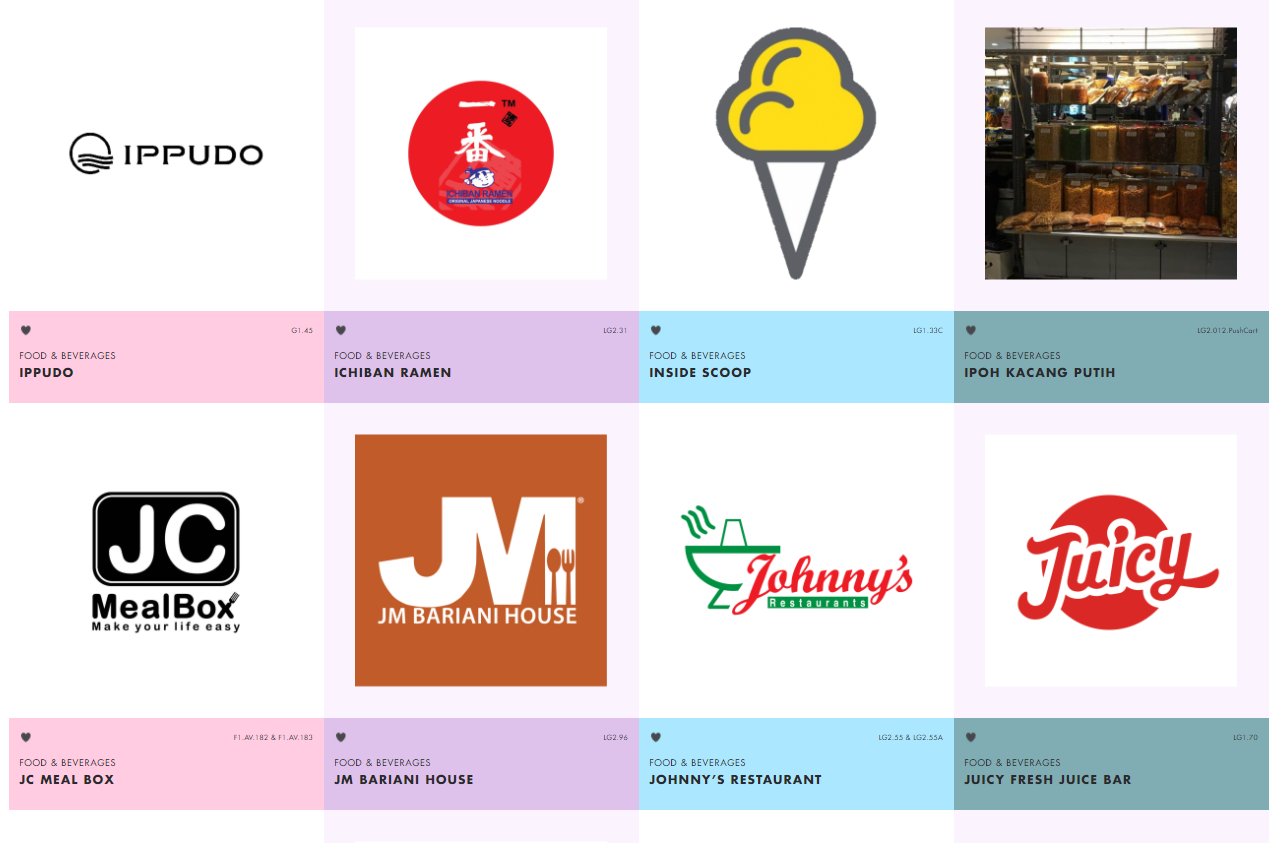 IPPUDO
一番
TM
ICHIBAN RAMEN
ORIGINAL JAPANESE NOODLE
G1.45
FOOD & BEVERAGES
IPPUDO
LG2.31
FOOD & BEVERAGES
ICHIBAN RAMEN
LG1.33C
FOOD & BEVERAGES
INSIDE SCOOP
LG2.012.PushCart
FOOD & BEVERAGES
IPOH KACANG PUTIH
JC
MealBox
Make your life easy
JM
®
JM BARIANI HOUSE
Johnny's
Restaurants
Juicy
F1.AV.182 & F1.AV.183
FOOD & BEVERAGES
JC MEAL BOX
LG2.96
FOOD & BEVERAGES
JM BARIANI HOUSE
LG2.55 & LG2.55A
FOOD & BEVERAGES
JOHNNY’S RESTAURANT
LG1.70
FOOD & BEVERAGES
JUICY FRESH JUICE BAR